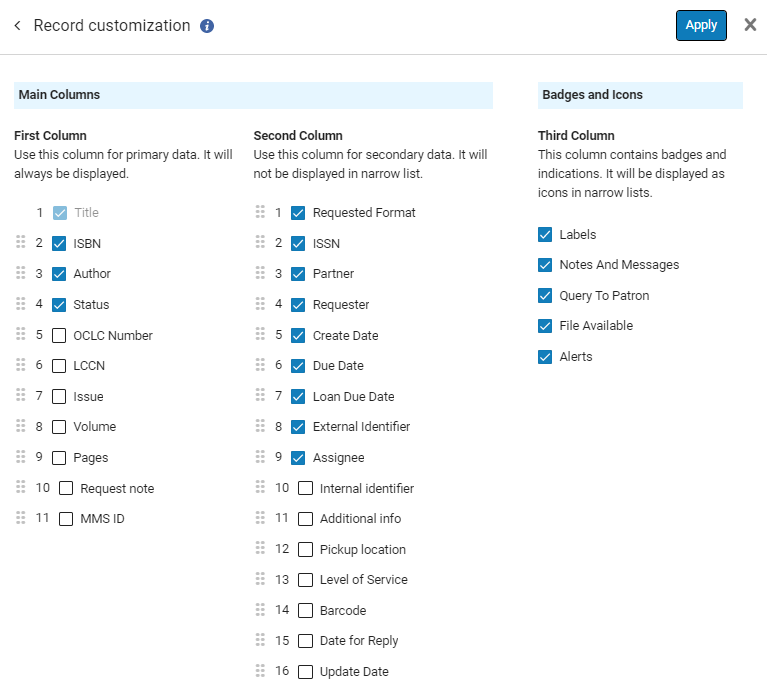 Record customization
Apply
Main Columns
First Column
Use this column for primary data. It will
always be displayed.
1 Title
2 ISBN
3 Author
4 Status
5 OCLC Number
6 LCCN
7 Issue
8 Volume
9 Pages
10 Request note
11 MMS ID
Second Column
Use this column for secondary data. It will
not be displayed in narrow list.
1 Requested Format
2 ISSN
3 Partner
4 Requester
5 Create Date
6 Due Date
7 Loan Due Date
8 External Identifier
9 Assignee
10 Internal identifier
11 Additional info
12 Pickup location
13 Level of Service
14 Barcode
15 Date for Reply
16 Update Date
Badges and Icons
Third Column
This column contains badges and
indications. It will be displayed as
icons in narrow lists.
Labels
Notes And Messages
Query To Patron
File Available
Alerts